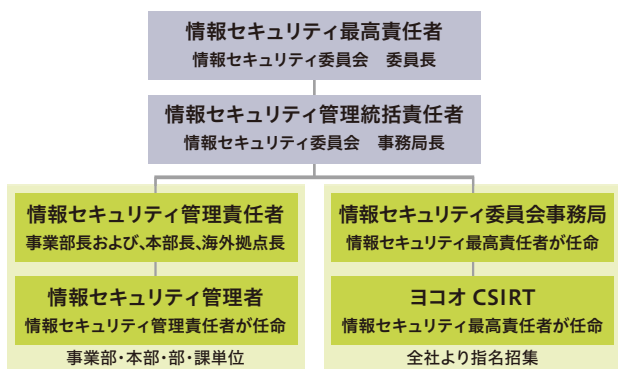 情報セキュリティ最高責任者
情報セキュリティ委員会　委員長
情報セキュリティ管理統括責任者
情報セキュリティ委員会　事務局長
情報セキュリティ管理責任者
事業部長および、本部長、海外拠点長
情報セキュリティ管理者
情報セキュリティ管理責任者が任命
事業部・本部・部・課単位
情報セキュリティ委員会事務局
情報セキュリティ最高責任者が任命
ヨコオ CSIRT
情報セキュリティ最高責任者が任命
全社より指名招集